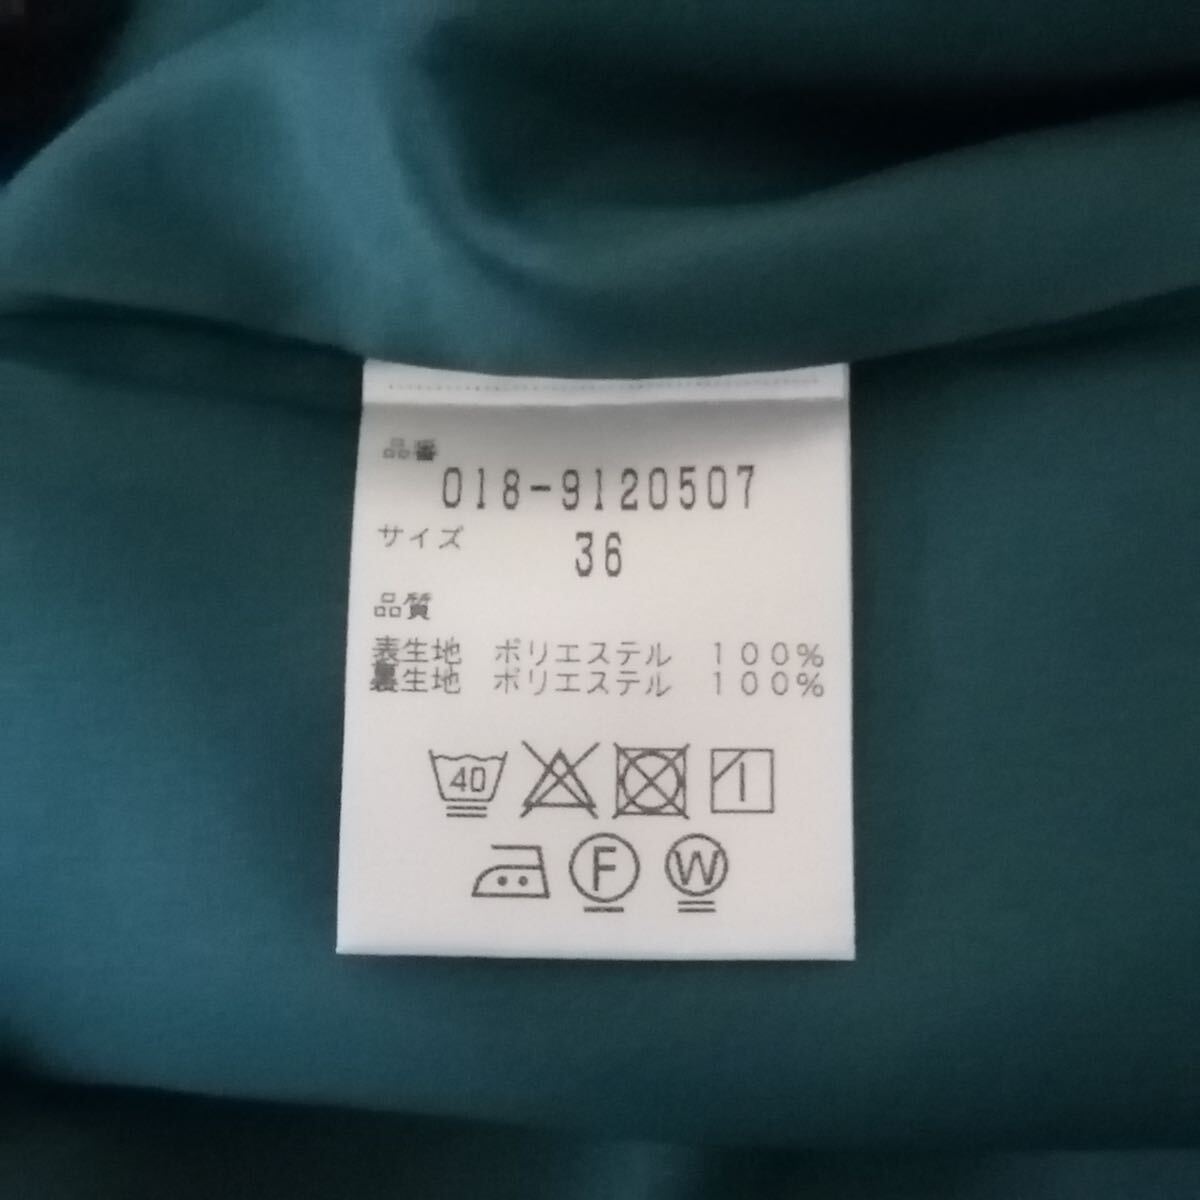 品番
018-9120507
サイズ 36
品質
表生地 ポリエステル 100%
裏生地 ポリエステル 100%
40
F W